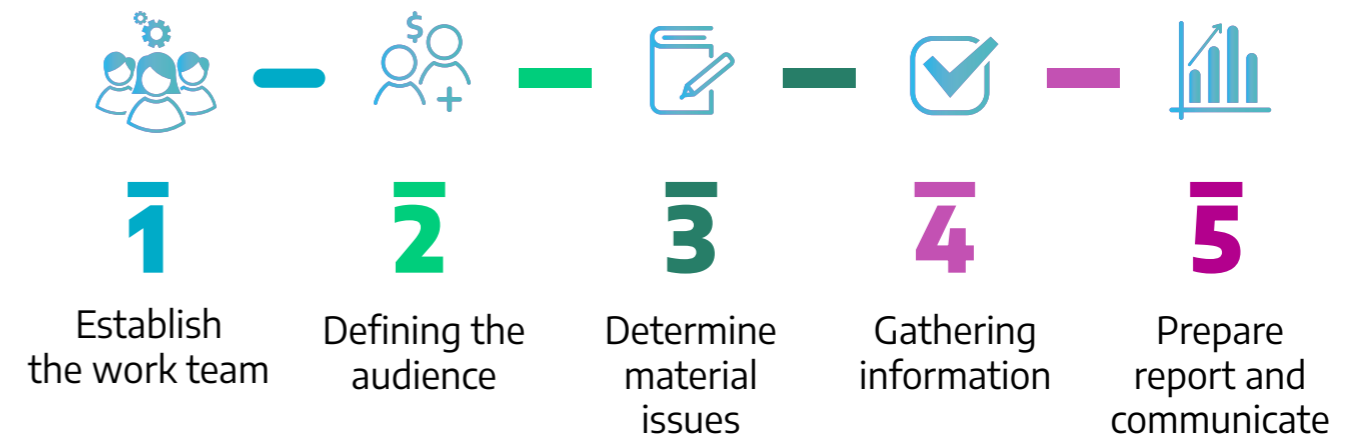 $
1
Establish
the work team
2
Defining the
audience
3
Determine
material
issues
4
Gathering
information
5
Prepare
report and
communicate